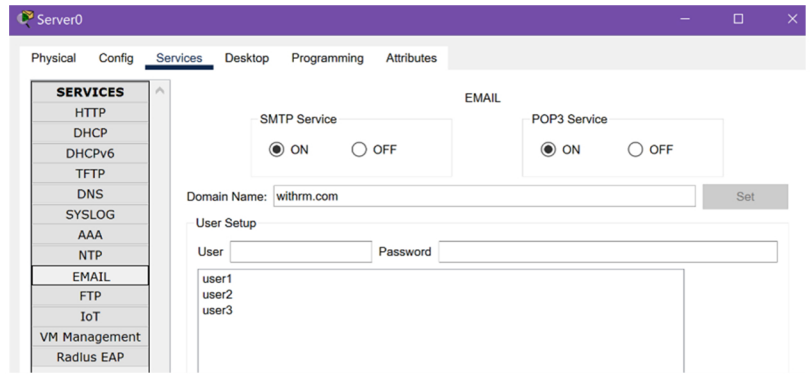 Server0
Physical Config Services Desktop Programming Attributes
SERVICES
HTTP
DHCP
DHCPv6
TFTP
DNS
SYSLOG
AAA
NTP
EMAIL
FTP
IoT
VM Management
Radius EAP
EMAIL
SMTP Service
ON OFF
POP3 Service
ON OFF
Domain Name: withrm.com Set
User Setup
User Password
user1
user2
user3